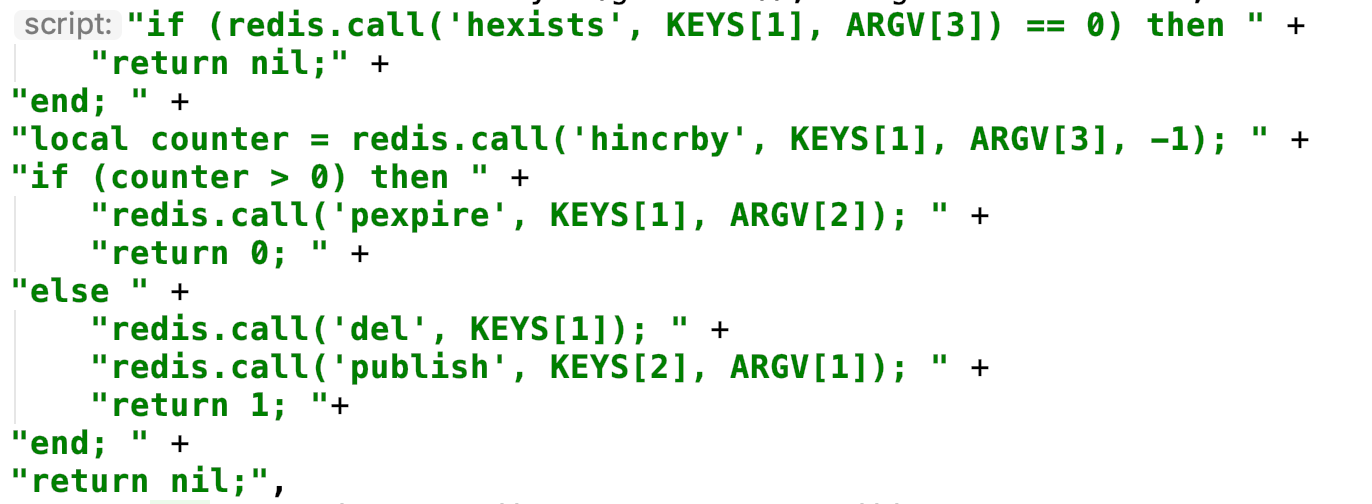 script: "if (redis.call('hexists', KEYS[1], ARGV[3]) == 0) then " +
"return nil;" +
"end; " +
"local counter = redis.call('hincrby', KEYS[1], ARGV[3], -1); " +
"if (counter > 0) then " +
"redis.call('pexpire', KEYS[1], ARGV[2]); " +
"return 0; " +
"else " +
"redis.call('del', KEYS[1]); " +
"redis.call('publish', KEYS[2], ARGV[1]); " +
"return 1; "+
"end; " +
"return nil;",